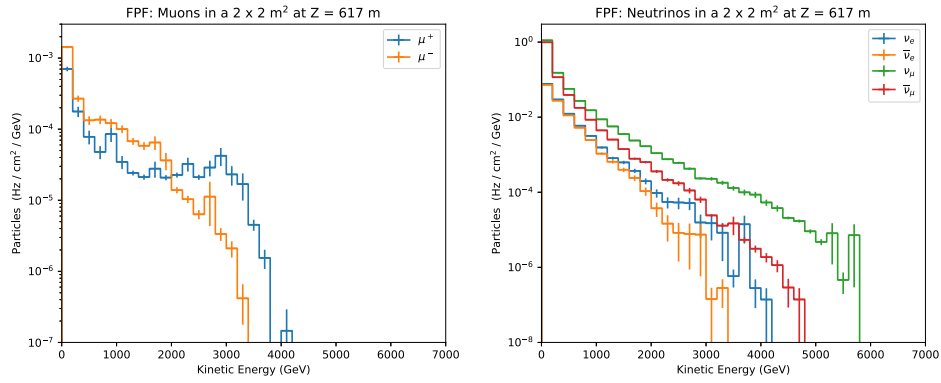 FPF: Muons in a 2 x 2 m² at Z = 617 m
Particles (Hz / cm² / GeV)
10⁻³
10⁻⁴
10⁻⁵
10⁻⁶
10⁻⁷
μ⁺
μ⁻
0 1000 2000 3000 4000 5000 6000 7000
Kinetic Energy (GeV)
FPF: Neutrinos in a 2 x 2 m² at Z = 617 m
Particles (Hz / cm² / GeV)
10⁰
10⁻²
10⁻⁴
10⁻⁶
10⁻⁸
νₑ
ν̅ₑ
ν_μ
ν̅_μ
0 1000 2000 3000 4000 5000 6000 7000
Kinetic Energy (GeV)